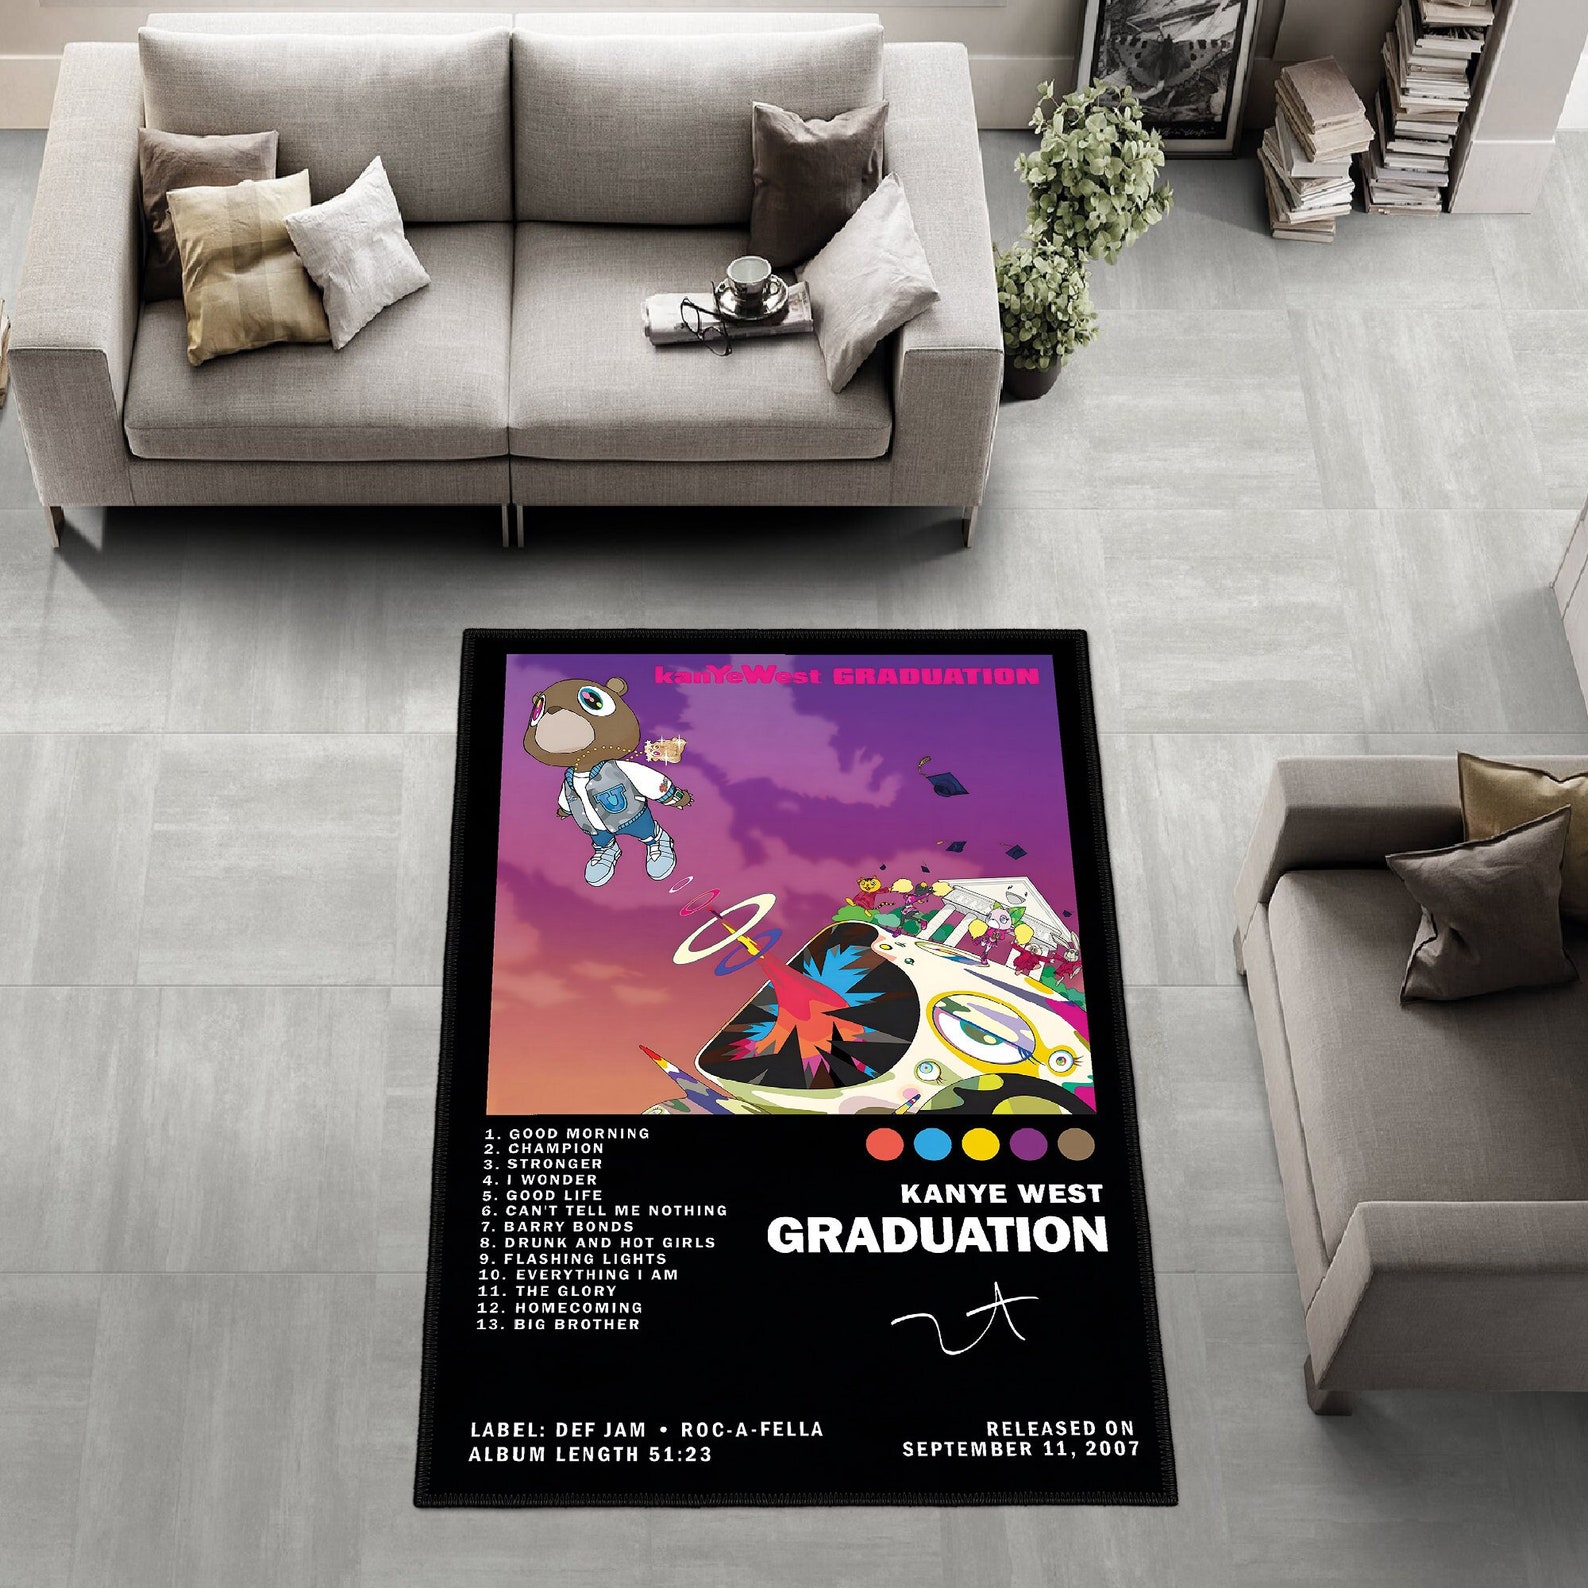 kanYeWest GRADUATION
1. GOOD MORNING
2. CHAMPION
3. STRONGER
4. I WONDER
5. GOOD LIFE
6. CAN'T TELL ME NOTHING
7. BARRY BONDS
8. DRUNK AND HOT GIRLS
9. FLASHING LIGHTS
10. EVERYTHING I AM
11. THE GLORY
12. HOMECOMING
13. BIG BROTHER
KANYE WEST
GRADUATION
LABEL: DEF JAM • ROC-A-FELLA
ALBUM LENGTH 51:23
RELEASED ON
SEPTEMBER 11, 2007